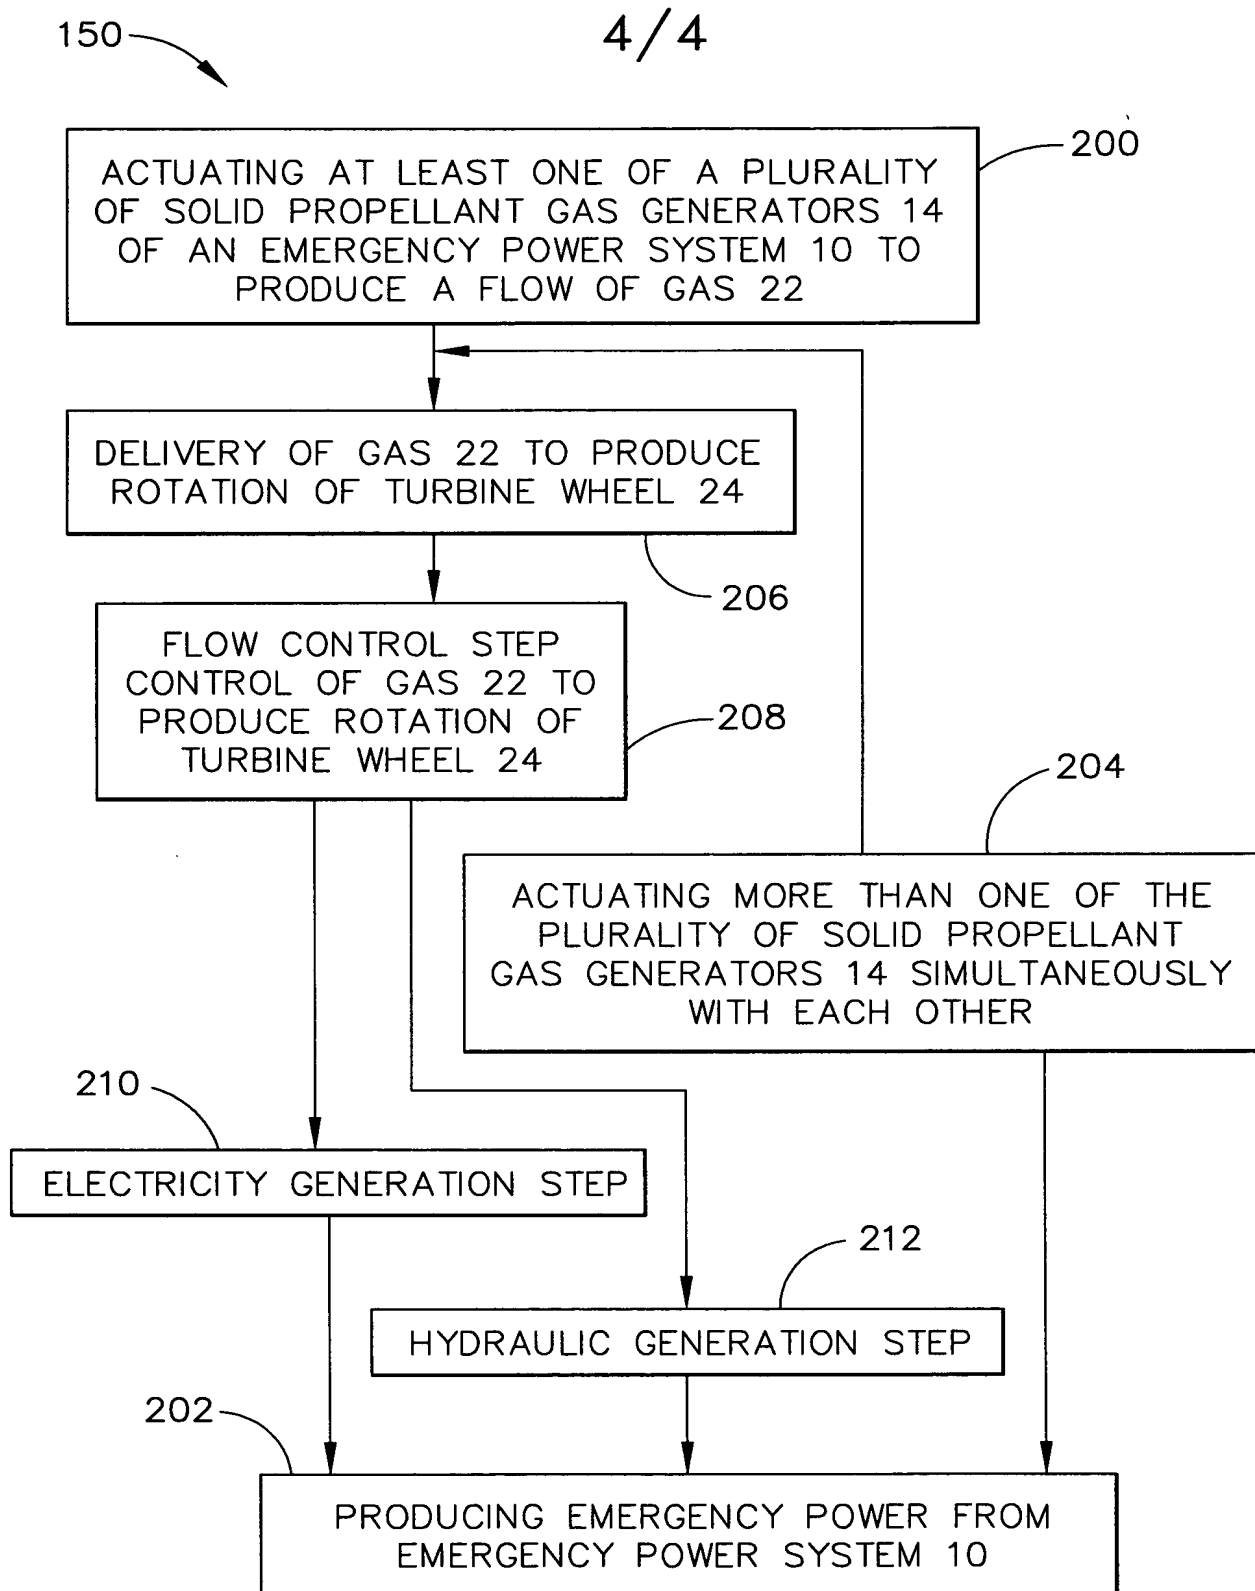 4/4
150
200
ACTUATING AT LEAST ONE OF A PLURALITY
OF SOLID PROPELLANT GAS GENERATORS 14
OF AN EMERGENCY POWER SYSTEM 10 TO
PRODUCE A FLOW OF GAS 22
DELIVERY OF GAS 22 TO PRODUCE
ROTATION OF TURBINE WHEEL 24
206
FLOW CONTROL STEP
CONTROL OF GAS 22 TO
PRODUCE ROTATION OF
TURBINE WHEEL 24
208
204
ACTUATING MORE THAN ONE OF THE
PLURALITY OF SOLID PROPELLANT
GAS GENERATORS 14 SIMULTANEOUSLY
WITH EACH OTHER
210
ELECTRICITY GENERATION STEP
212
HYDRAULIC GENERATION STEP
202
PRODUCING EMERGENCY POWER FROM
EMERGENCY POWER SYSTEM 10